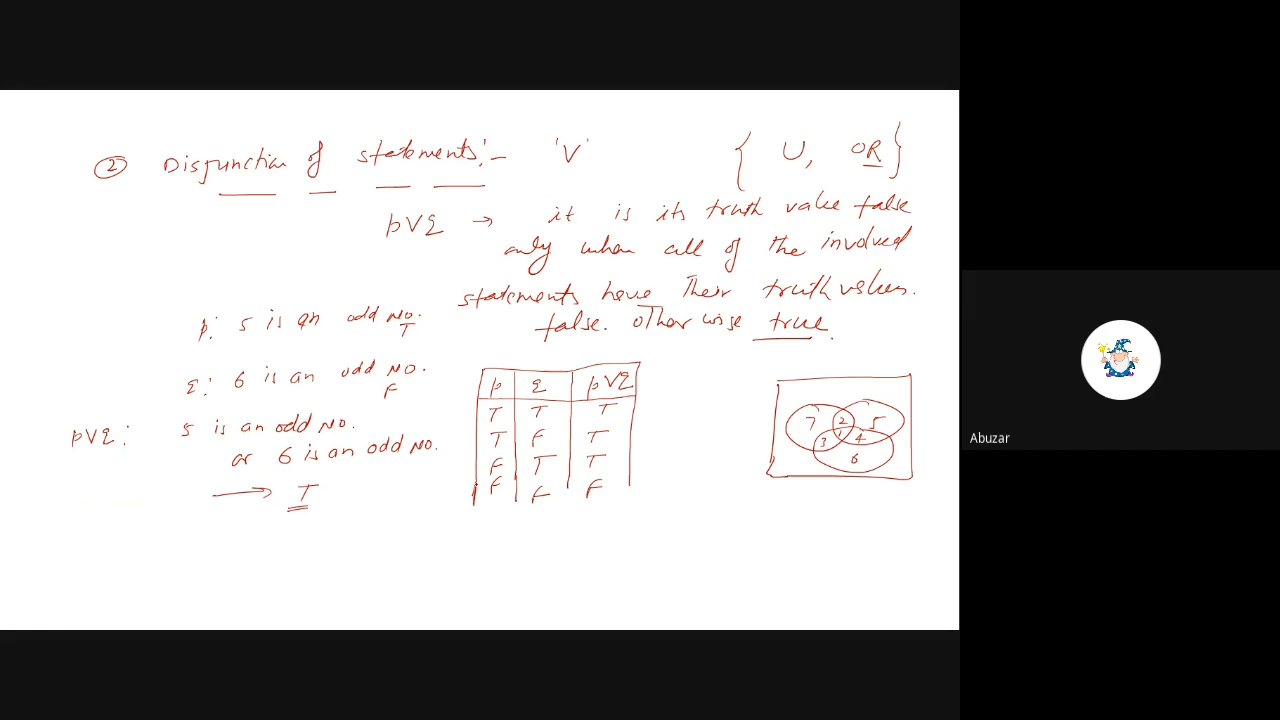 ② Disjunction of statements:- 'V' { U, OR }
p V q → it is its truth value false
only when all of the involved
statements have their truth values.
false. Otherwise true.
p: 5 is an odd NO. T
q: 6 is an odd NO. F
p V q : 5 is an odd NO.
or 6 is an odd NO.
→ T
p q p V q
T T T
T F T
F T T
F F F
7 2 5
3 1 4
6
Abuzar